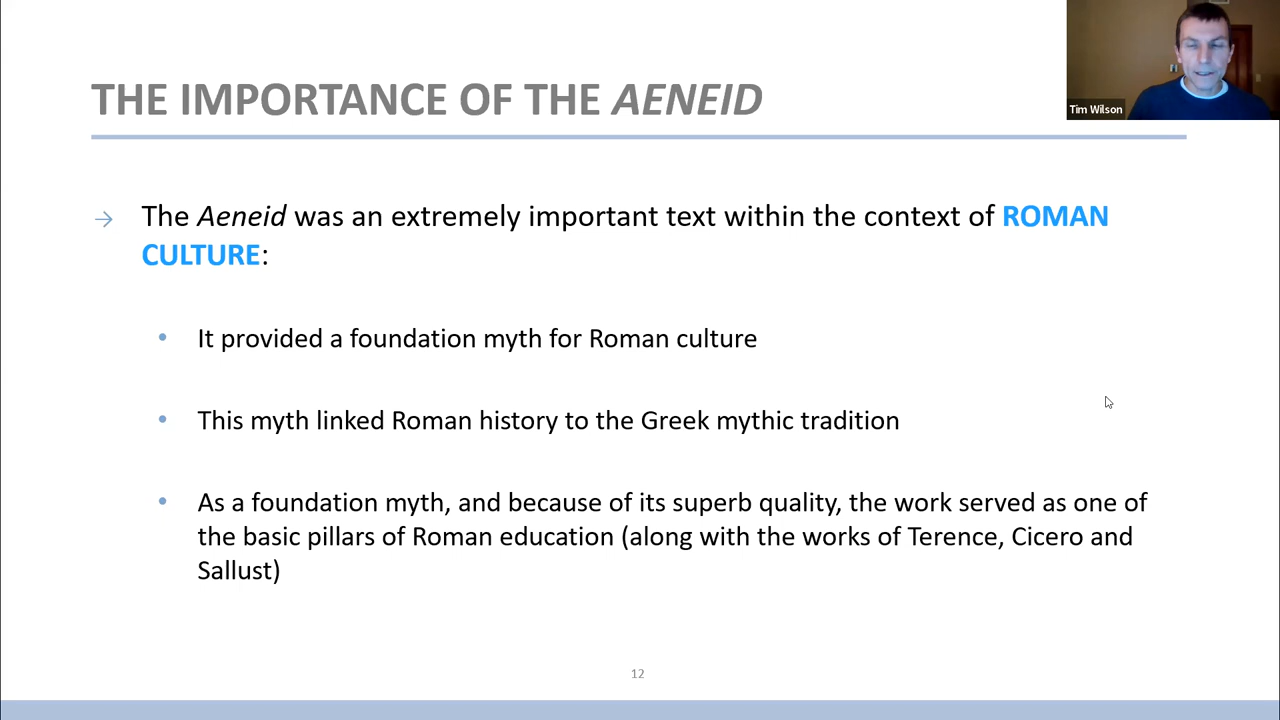 THE IMPORTANCE OF THE AENEID
Tim Wilson
The Aeneid was an extremely important text within the context of ROMAN
CULTURE:
It provided a foundation myth for Roman culture
This myth linked Roman history to the Greek mythic tradition
As a foundation myth, and because of its superb quality, the work served as one of
the basic pillars of Roman education (along with the works of Terence, Cicero and
Sallust)
12